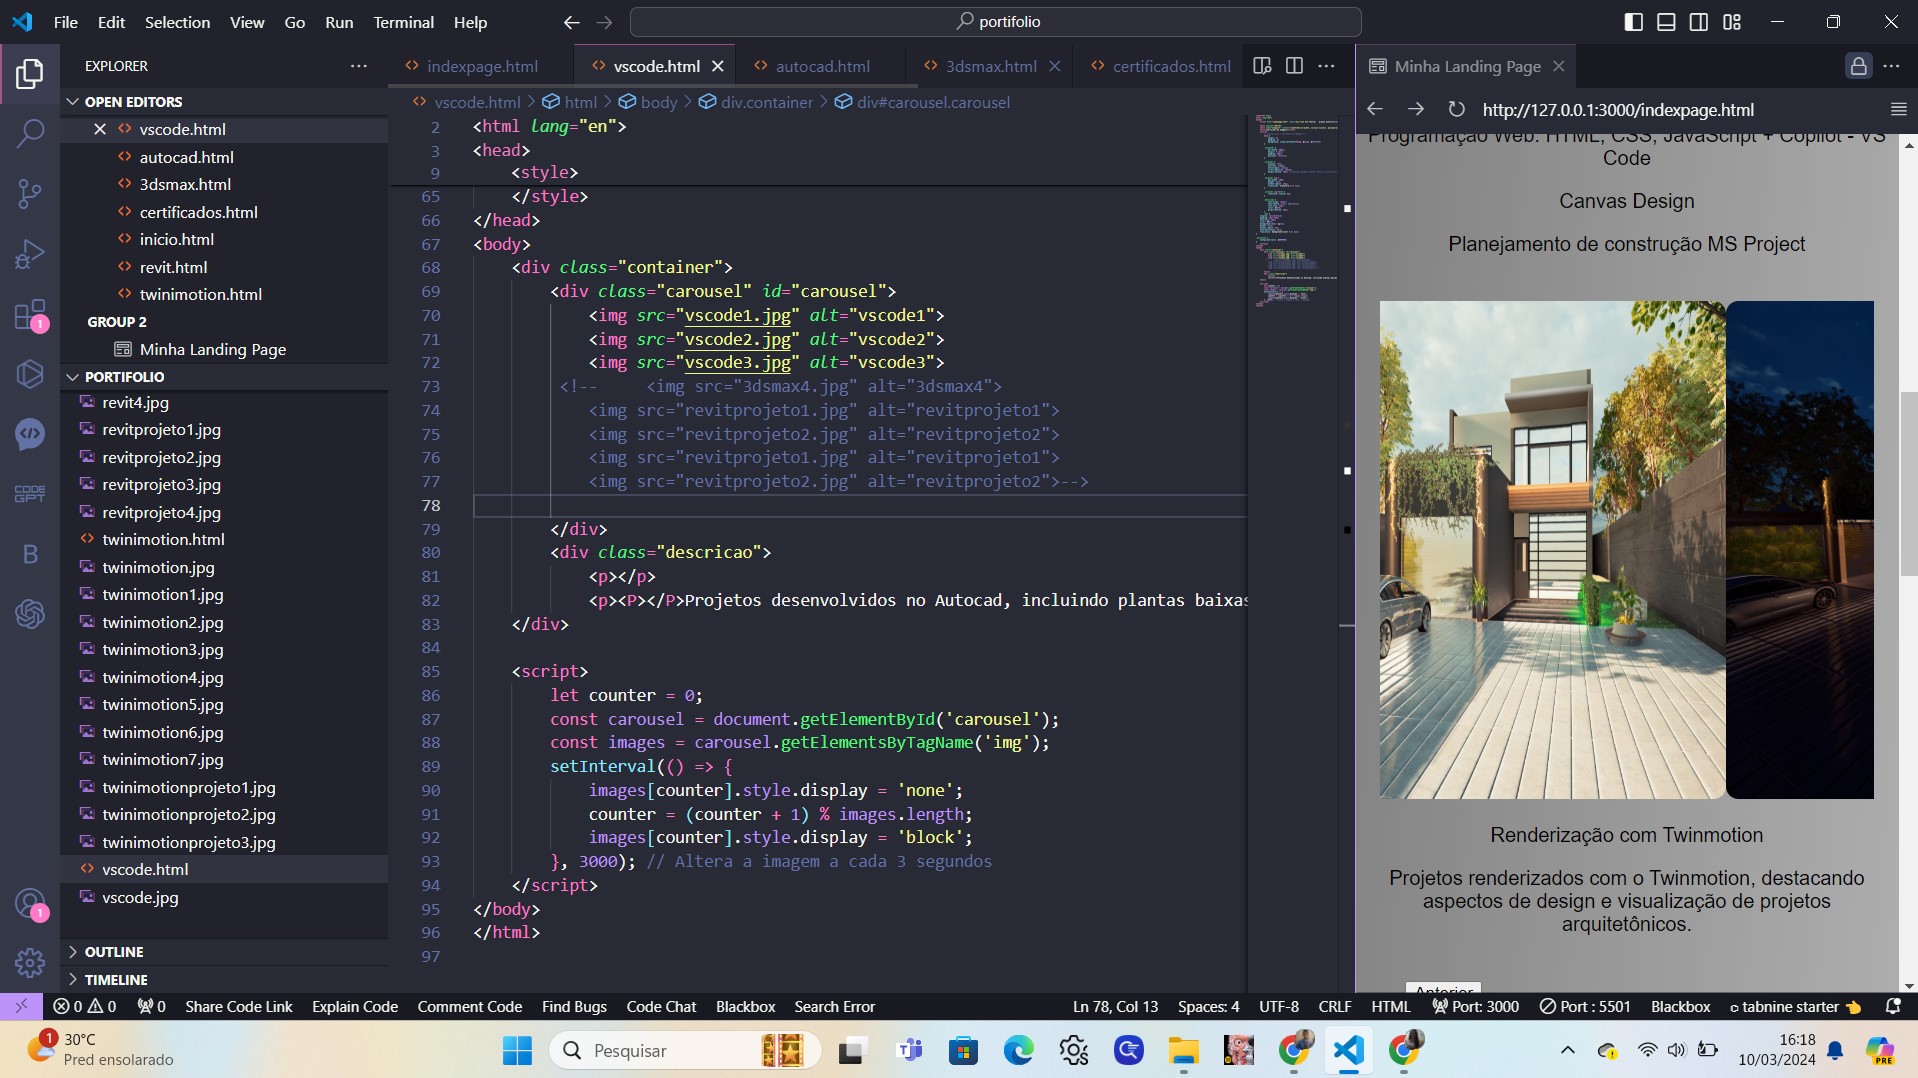 File Edit Selection View Go Run Terminal Help
portifolio
EXPLORER
OPEN EDITORS
vscode.html
autocad.html
3dsmax.html
certificados.html
inicio.html
revit.html
twinimotion.html
GROUP 2
Minha Landing Page
PORTIFOLIO
revit4.jpg
revitprojeto1.jpg
revitprojeto2.jpg
revitprojeto3.jpg
revitprojeto4.jpg
twinimotion.html
twinimotion.jpg
twinimotion1.jpg
twinimotion2.jpg
twinimotion3.jpg
twinimotion4.jpg
twinimotion5.jpg
twinimotion6.jpg
twinimotion7.jpg
twinimotionprojeto1.jpg
twinimotionprojeto2.jpg
twinimotionprojeto3.jpg
vscode.html
vscode.jpg
OUTLINE
TIMELINE
1
CODE GPT
B
1
indexpage.html vscode.html autocad.html 3dsmax.html certificados.html
vscode.html > html > body > div.container > div#carousel.carousel
2 <html lang="en">
3 <head>
9 <style>
65 </style>
66 </head>
67 <body>
68 <div class="container">
69 <div class="carousel" id="carousel">
70 <img src="vscode1.jpg" alt="vscode1">
71 <img src="vscode2.jpg" alt="vscode2">
72 <img src="vscode3.jpg" alt="vscode3">
73 <!-- <img src="3dsmax4.jpg" alt="3dsmax4">
74 <img src="revitprojeto1.jpg" alt="revitprojeto1">
75 <img src="revitprojeto2.jpg" alt="revitprojeto2">
76 <img src="revitprojeto1.jpg" alt="revitprojeto1">
77 <img src="revitprojeto2.jpg" alt="revitprojeto2">-->
78
79 </div>
80 <div class="descricao">
81 <p></p>
82 <p><P></P>Projetos desenvolvidos no Autocad, incluindo plantas baixas
83 </div>
84
85 <script>
86 let counter = 0;
87 const carousel = document.getElementById('carousel');
88 const images = carousel.getElementsByTagName('img');
89 setInterval(() => {
90 images[counter].style.display = 'none';
91 counter = (counter + 1) % images.length;
92 images[counter].style.display = 'block';
93 }, 3000); // Altera a imagem a cada 3 segundos
94 </script>
95 </body>
96 </html>
97
Minha Landing Page
http://127.0.0.1:3000/indexpage.html
Programação Web: HTML, CSS, JavaScript + Copilot - VS
Code
Canvas Design
Planejamento de construção MS Project
Renderização com Twinmotion
Projetos renderizados com o Twinmotion, destacando
aspectos de design e visualização de projetos
arquitetônicos.
Anterior
0 0 0 Share Code Link Explain Code Comment Code Find Bugs Code Chat Blackbox Search Error Ln 78, Col 13 Spaces: 4 UTF-8 CRLF HTML Port: 3000 Port : 5501 Blackbox tabnine starter
1
30°C
Pred ensolarado
Pesquisar
16:18
10/03/2024
PRE